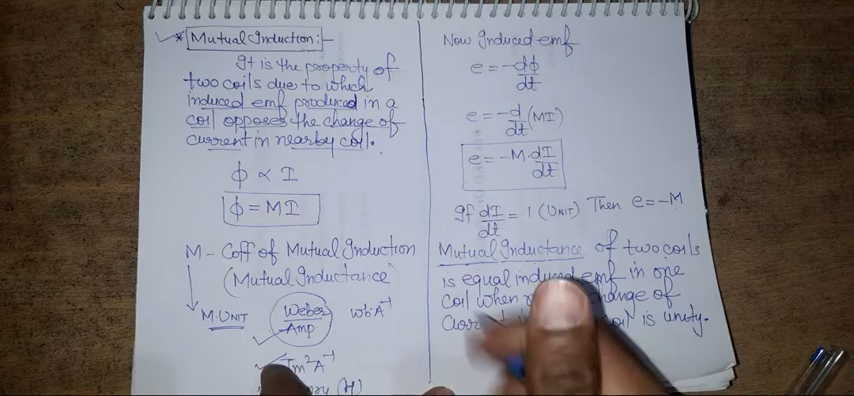 * Mutual Induction:-
It is the property of
two coils due to which
induced emf produced in a
coil opposes the change of
current in nearby coil.
ϕ ∝ I
ϕ = MI
M - Coff of Mutual Induction
(Mutual Inductance)
M. UNIT
Weber
Amp
wb A⁻¹
Tm²A⁻¹
(H)
Now Induced emf
e = -dϕ/dt
e = -d/dt (MI)
e = -M.dI/dt
If dI/dt = 1 (UNIT) Then e = -M
Mutual Inductance of two coils
is equal induced emf in one
coil when change of
is unity.